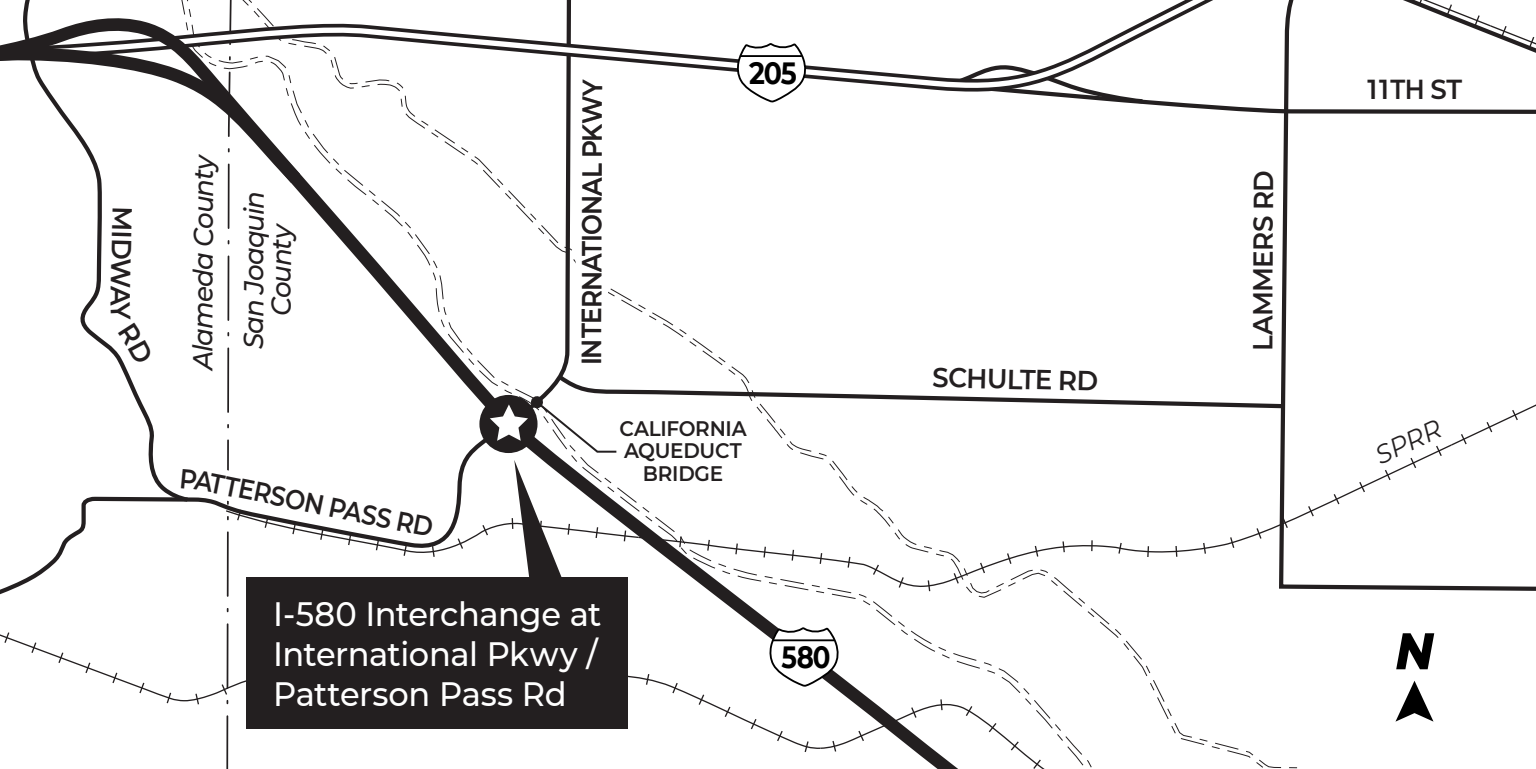 205
11TH ST
INTERNATIONAL PKWY
LAMMERS RD
MIDWAY RD
Alameda County
San Joaquin
County
SCHULTE RD
CALIFORNIA
AQUEDUCT
BRIDGE
SPRR
PATTERSON PASS RD
I-580 Interchange at
International Pkwy /
Patterson Pass Rd
580
N